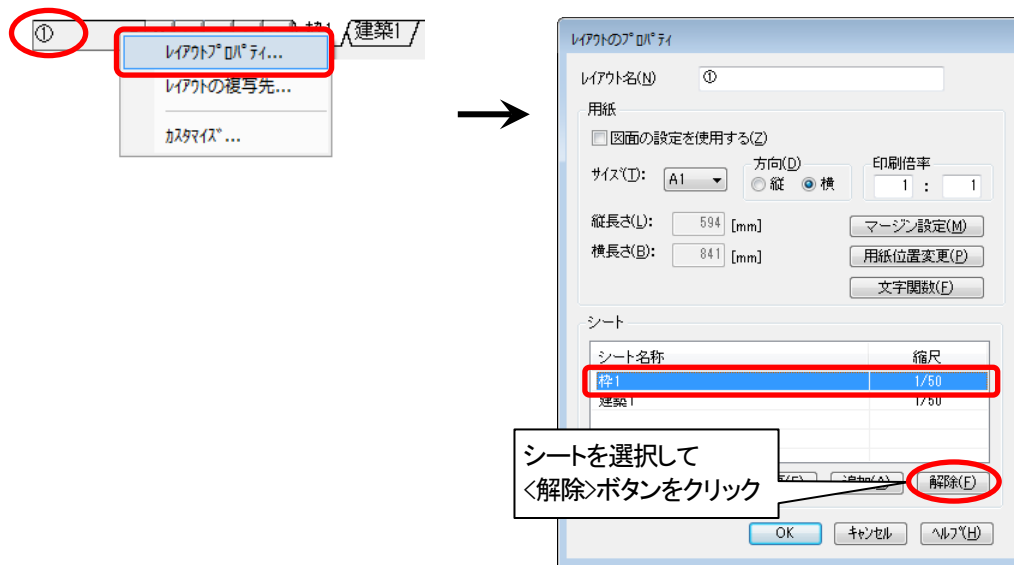 ①
枠1
建築1
ﾚｲｱｳﾄﾌﾟﾛﾊﾟﾃｨ...
ﾚｲｱｳﾄの複写先...
ｶｽﾀﾏｲｽﾞ...
ﾚｲｱｳﾄのﾌﾟﾛﾊﾟﾃｨ
ﾚｲｱｳﾄ名(N) ①
用紙
図面の設定を使用する(Z)
ｻｲｽﾞ(T): A1
方向(D)
縦 横
印刷倍率
1 : 1
縦長さ(L): 594 [mm]
マージン設定(M)
横長さ(B): 841 [mm]
用紙位置変更(P)
文字関数(F)
シート
シート名称 縮尺
枠1 1/50
建築1 1/50
シートを選択して
<解除>ボタンをクリック
追加(A)
解除(F)
OK ｷｬﾝｾﾙ ﾍﾙﾌﾟ(H)